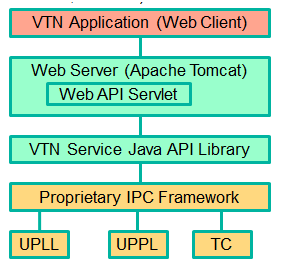 VTN Application (Web Client)
Web Server (Apache Tomcat)
Web API Servlet
VTN Service Java API Library
Proprietary IPC Framework
UPLL UPPL TC